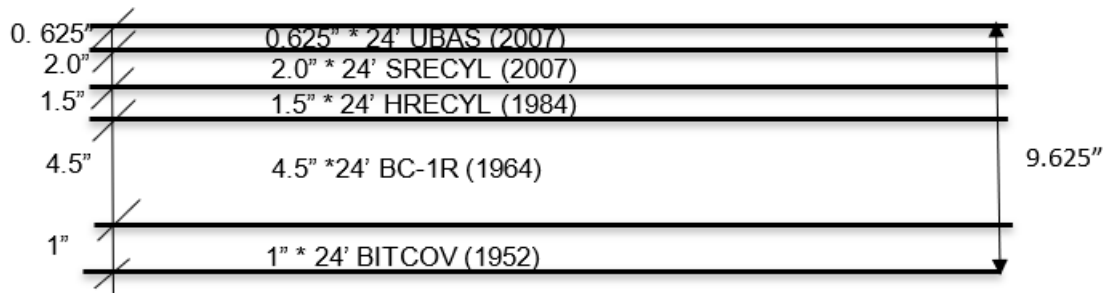 0. 625” 0.625” * 24’ UBAS (2007)
2.0” 2.0” * 24’ SRECYL (2007)
1.5” 1.5” * 24’ HRECYL (1984)
4.5” 4.5” *24’ BC-1R (1964) 9.625”
1” 1” * 24’ BITCOV (1952)